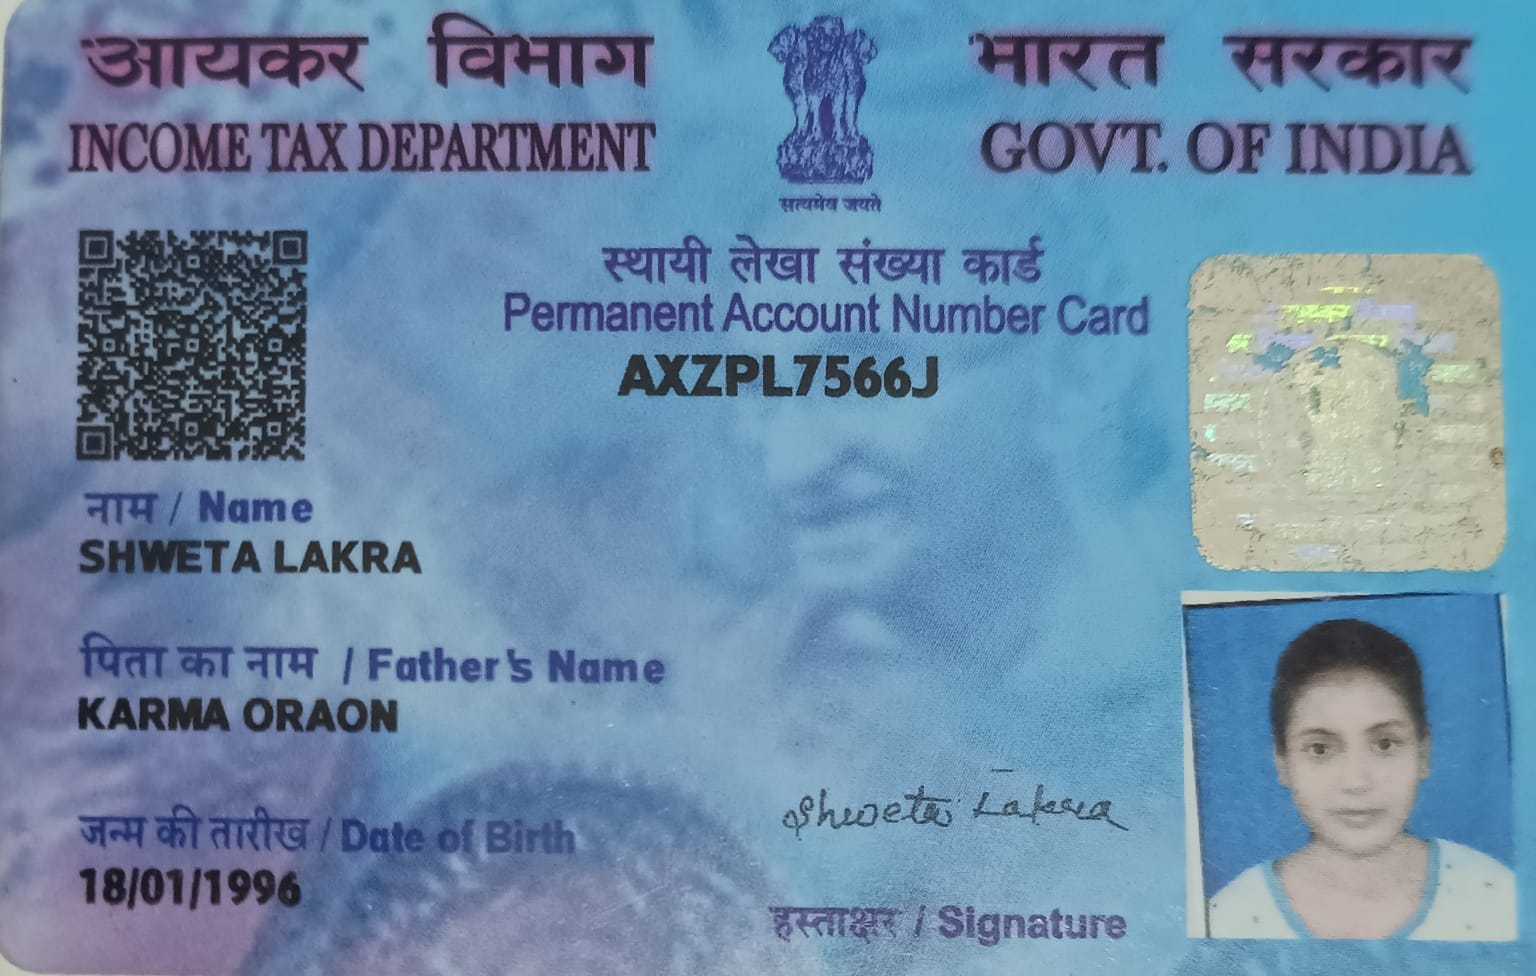 आयकर विभाग
INCOME TAX DEPARTMENT
सत्यमेव जयते
भारत सरकार
GOVT. OF INDIA
स्थायी लेखा संख्या कार्ड
Permanent Account Number Card
AXZPL7566J
नाम / Name
SHWETA LAKRA
पिता का नाम / Father's Name
KARMA ORAON
जन्म की तारीख / Date of Birth
18/01/1996
Shweta Lakra
हस्ताक्षर / Signature